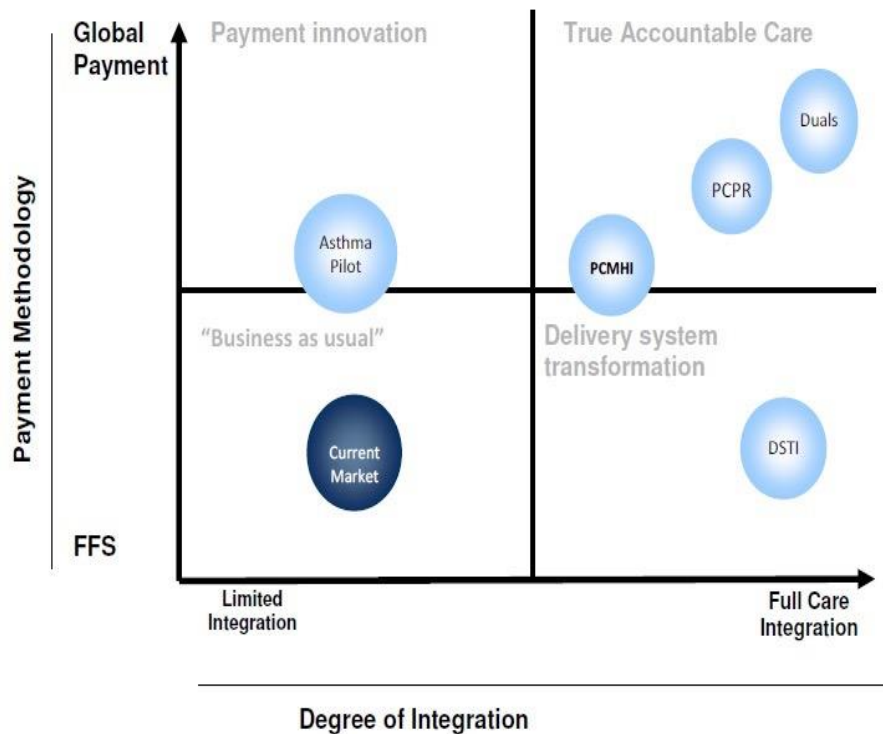 Global
Payment
Payment innovation
True Accountable Care
Duals
PCPR
Asthma
Pilot
PCMHI
Payment Methodology
"Business as usual"
Delivery system
transformation
Current
Market
DSTI
FFS
Limited
Integration
Full Care
Integration
Degree of Integration